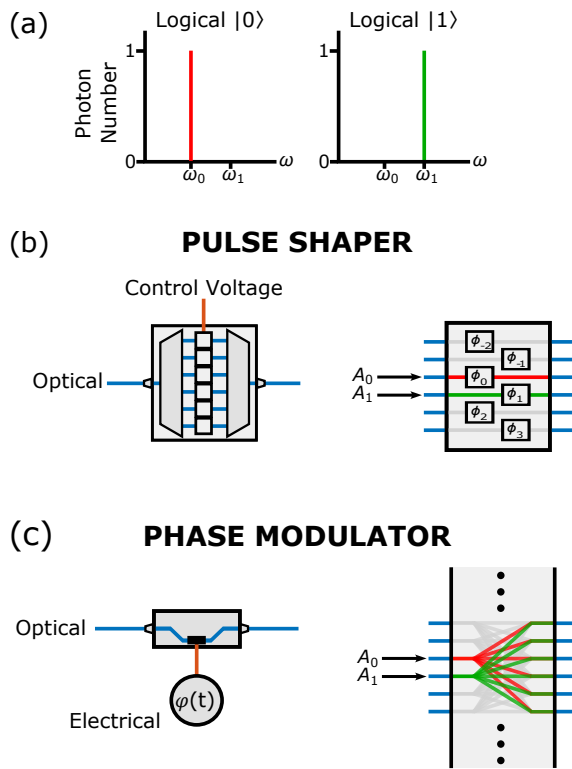 (a)
Logical |0⟩
Logical |1⟩
Photon
Number
1
0
ω₀
ω₁
ω
1
0
ω₀
ω₁
ω
(b)
PULSE SHAPER
Control Voltage
Optical
A₀
A₁
ϕ₋₂
ϕ₋₁
ϕ₀
ϕ₁
ϕ₂
ϕ₃
(c)
PHASE MODULATOR
Optical
φ(t)
Electrical
A₀
A₁